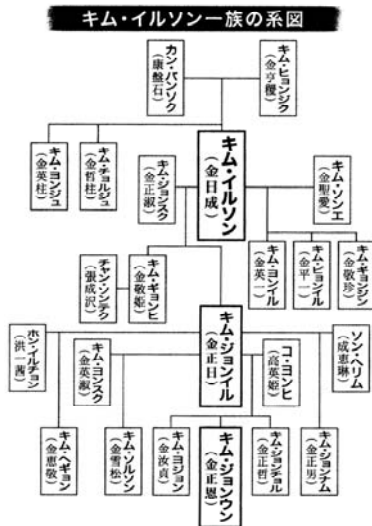 キム・イルソン一族の系図
キム・ヒョンジク
(金亨稷)
カン・バンソク
(康盤石)
キム・ソンエ
(金聖愛)
キム・イルソン
(金日成)
キム・ジョンスク
(金正淑)
キム・チョルジュ
(金哲柱)
キム・ヨンジュ
(金英柱)
キム・ギョンジン
(金敬珍)
キム・ピョンイル
(金平一)
キム・ヨンイル
(金英一)
キム・ギョンヒ
(金敬姫)
チャン・ソンテク
(張成沢)
ソン・ヘリム
(成恵琳)
コ・ヨンヒ
(高英姫)
キム・ジョンイル
(金正日)
キム・ヨンスク
(金英淑)
ホン・イルチョン
(洪一茜)
キム・ジョンナム
(金正男)
キム・ジョンチョル
(金正哲)
キム・ジョンウン
(金正恩)
キム・ヨジョン
(金汝貞)
キム・ソルソン
(金雪松)
キム・ヘギョン
(金恵敬)